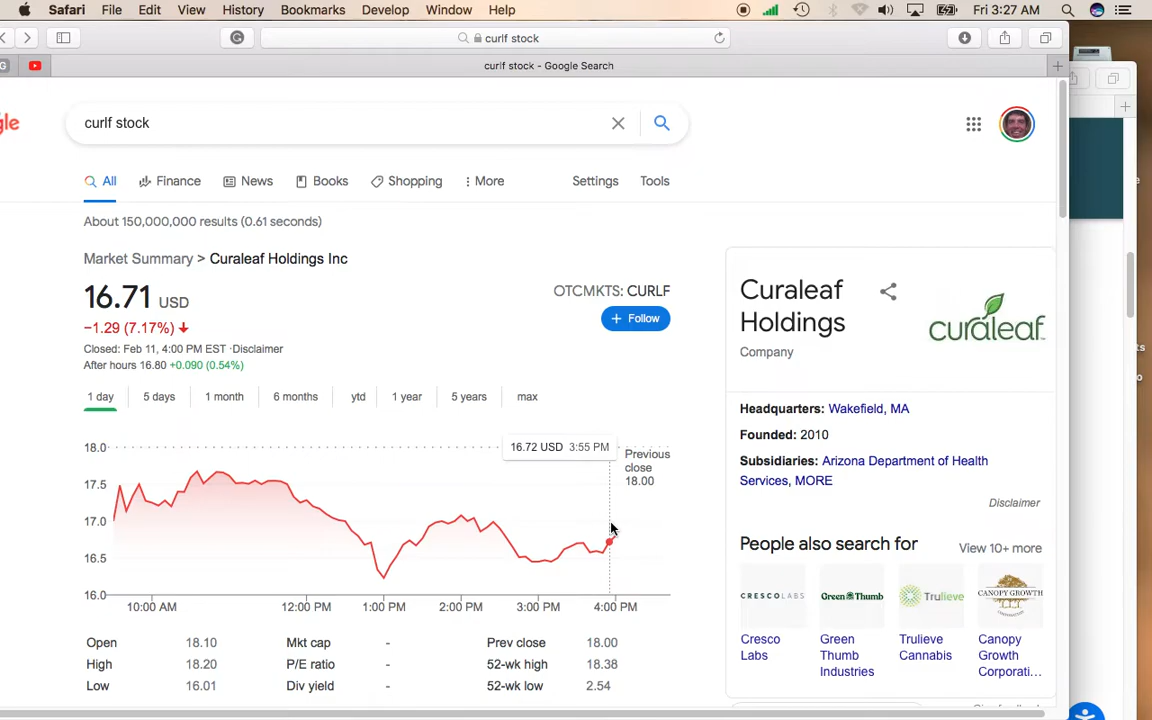 Safari File Edit View History Bookmarks Develop Window Help Fri 3:27 AM
curlf stock
curlf stock - Google Search
gle
curlf stock
All Finance News Books Shopping More Settings Tools
About 150,000,000 results (0.61 seconds)
Market Summary > Curaleaf Holdings Inc
16.71 USD
OTCMKTS: CURLF
−1.29 (7.17%)
+ Follow
Closed: Feb 11, 4:00 PM EST ·Disclaimer
After hours 16.80 +0.090 (0.54%)
1 day 5 days 1 month 6 months ytd 1 year 5 years max
18.0
16.72 USD 3:55 PM
Previous
close
18.00
17.5
17.0
16.5
16.0
10:00 AM 12:00 PM 1:00 PM 2:00 PM 3:00 PM 4:00 PM
Open 18.10 Mkt cap - Prev close 18.00
High 18.20 P/E ratio - 52-wk high 18.38
Low 16.01 Div yield - 52-wk low 2.54
Curaleaf
Holdings
Company
curaleaf
Headquarters: Wakefield, MA
Founded: 2010
Subsidiaries: Arizona Department of Health
Services, MORE
Disclaimer
People also search for View 10+ more
CRESCO LABS
Green Thumb
Trulieve
CANOPY GROWTH
Cresco
Labs
Green
Thumb
Industries
Trulieve
Cannabis
Canopy
Growth
Corporati...